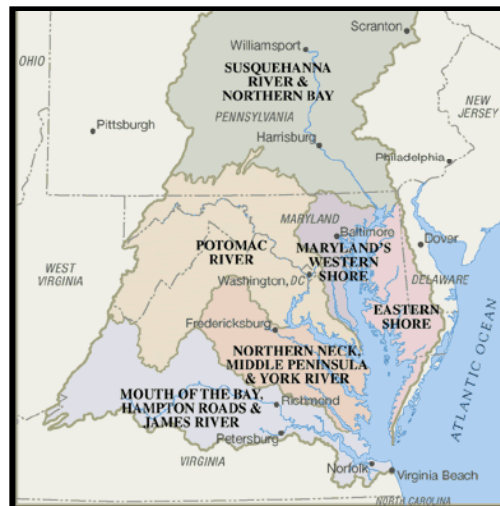 Scranton
Williamsport
OHIO
SUSQUEHANNA
RIVER &
NORTHERN BAY
PENNSYLVANIA
NEW
JERSEY
Pittsburgh
Harrisburg
Philadelphia
MARYLAND
Baltimore
POTOMAC
RIVER
MARYLAND'S
WESTERN
SHORE
Dover
WEST
VIRGINIA
Washington, DC
DELAWARE
EASTERN
SHORE
Fredericksburg
NORTHERN NECK,
MIDDLE PENINSULA
& YORK RIVER
MOUTH OF THE BAY,
HAMPTON ROADS &
JAMES RIVER
Richmond
Petersburg
VIRGINIA
Norfolk
Virginia Beach
NORTH CAROLINA
ATLANTIC OCEAN